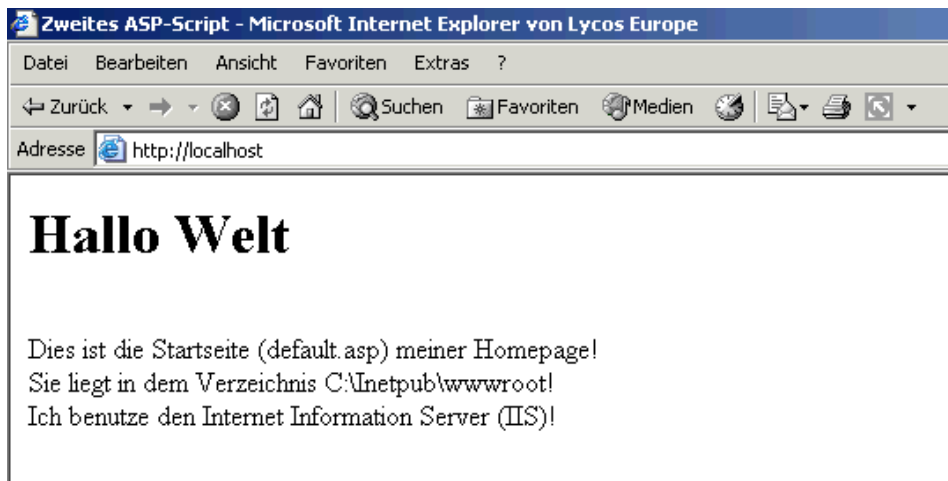 Zweites ASP-Script - Microsoft Internet Explorer von Lycos Europe
Datei Bearbeiten Ansicht Favoriten Extras ?
Zurück Suchen Favoriten Medien
Adresse http://localhost
Hallo Welt
Dies ist die Startseite (default.asp) meiner Homepage!
Sie liegt in dem Verzeichnis C:\Inetpub\wwwroot!
Ich benutze den Internet Information Server (IIS)!